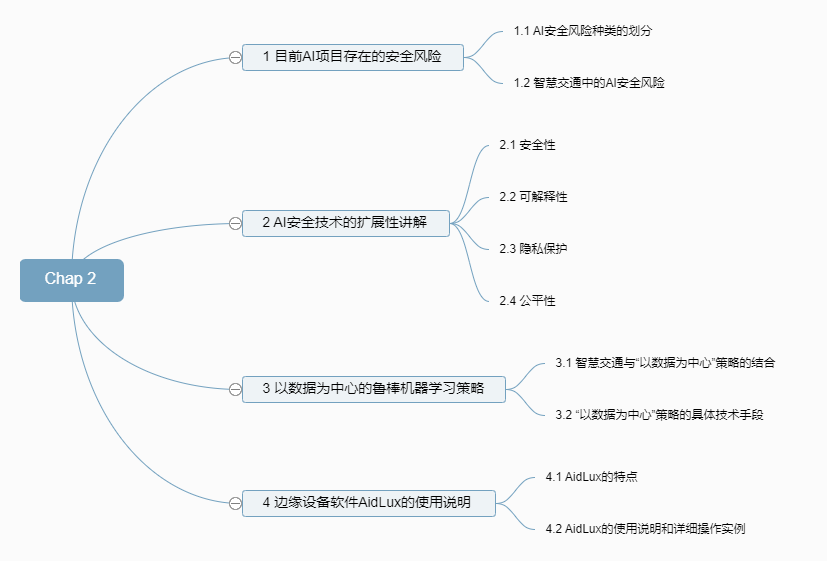 Chap 2
1 目前AI项目存在的安全风险
1.1 AI安全风险种类的划分
1.2 智慧交通中的AI安全风险
2 AI安全技术的扩展性讲解
2.1 安全性
2.2 可解释性
2.3 隐私保护
2.4 公平性
3 以数据为中心的鲁棒机器学习策略
3.1 智慧交通与“以数据为中心”策略的结合
3.2 “以数据为中心”策略的具体技术手段
4 边缘设备软件AidLux的使用说明
4.1 AidLux的特点
4.2 AidLux的使用说明和详细操作实例